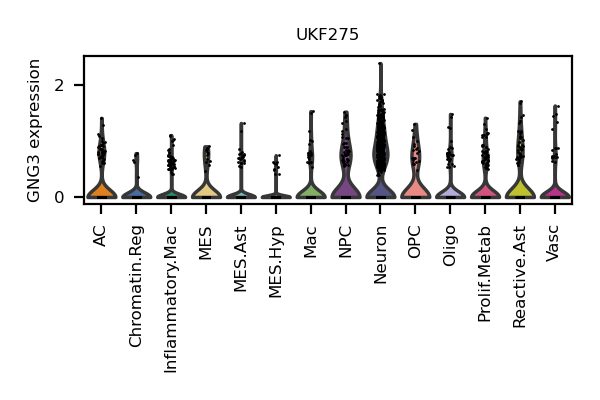 UKF275
GNG3 expression
2
0
AC
Chromatin.Reg
Inflammatory.Mac
MES
MES.Ast
MES.Hyp
Mac
NPC
Neuron
OPC
Oligo
Prolif.Metab
Reactive.Ast
Vasc